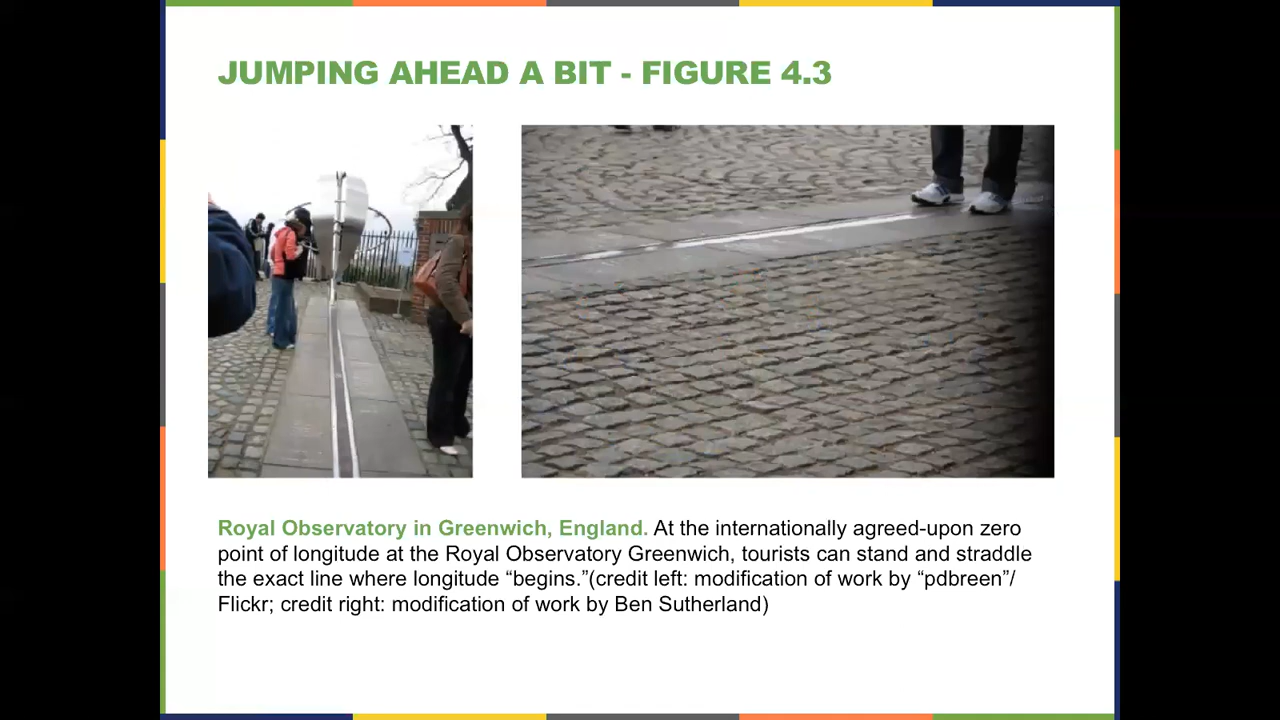 JUMPING AHEAD A BIT - FIGURE 4.3
Royal Observatory in Greenwich, England. At the internationally agreed-upon zero
point of longitude at the Royal Observatory Greenwich, tourists can stand and straddle
the exact line where longitude “begins.”(credit left: modification of work by “pdbreen”/
Flickr; credit right: modification of work by Ben Sutherland)